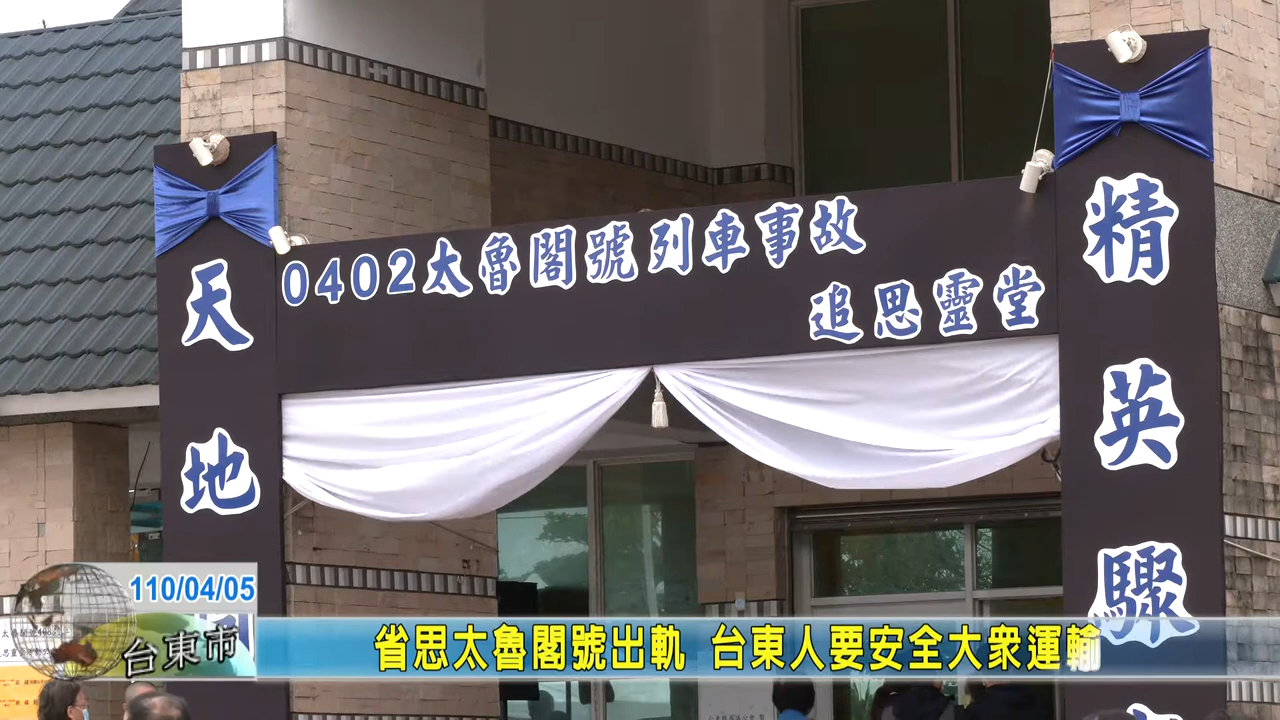 0402太魯閣號列車事故
追思靈堂
精英驟
天地
110/04/05
台東市
省思太魯閣號出軌 台東人要安全大眾運輸